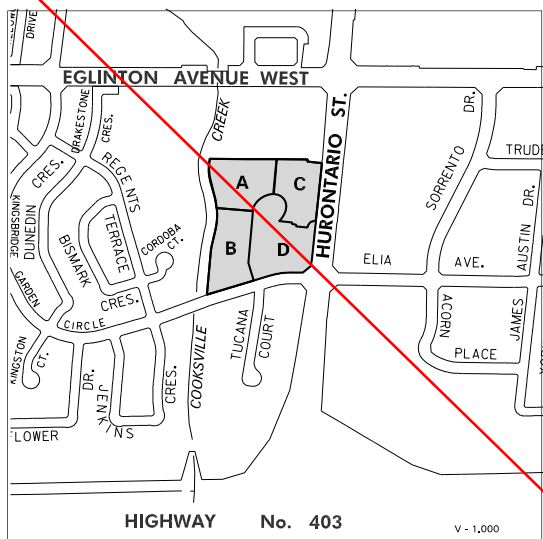 DRIVE
EGLINTON AVENUE WEST
DRAKESTONE
CRES.
CREEK
HURONTARIO ST.
SORRENTO
DR.
TRUDE
AUSTIN
DR.
REGENTS
TERRACE
CRES.
DUNEDIN
KINGSBRIDGE
GARDEN
CIRCLE
BISMARK
CRES.
CORDOBA
CT.
A
C
B
D
ELIA AVE.
ACORN
PLACE
JAMES
TUCANA
COURT
COOKSVILLE
CRES.
JENKINS
DR.
CT.
FLOWER
HIGHWAY No. 403
V - 1.000